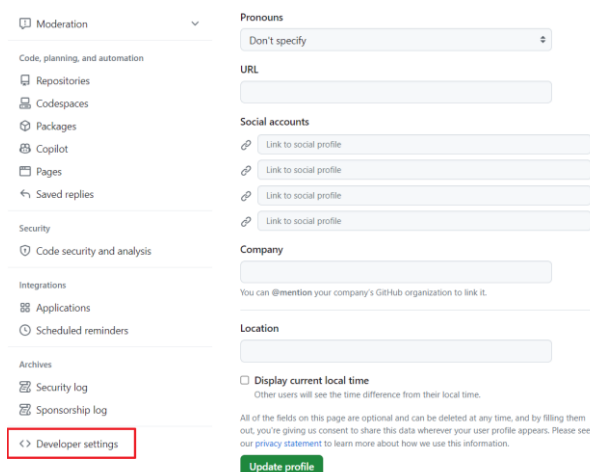 Moderation
Code, planning, and automation
Repositories
Codespaces
Packages
Copilot
Pages
Saved replies
Security
Code security and analysis
Integrations
Applications
Scheduled reminders
Archives
Security log
Sponsorship log
Developer settings
Pronouns
Don't specify
URL
Social accounts
Link to social profile
Link to social profile
Link to social profile
Link to social profile
Company
You can @mention your company's GitHub organization to link it.
Location
Display current local time
Other users will see the time difference from their local time.
All of the fields on this page are optional and can be deleted at any time, and by filling them
out, you're giving us consent to share this data wherever your user profile appears. Please see
our privacy statement to learn more about how we use this information.
Update profile